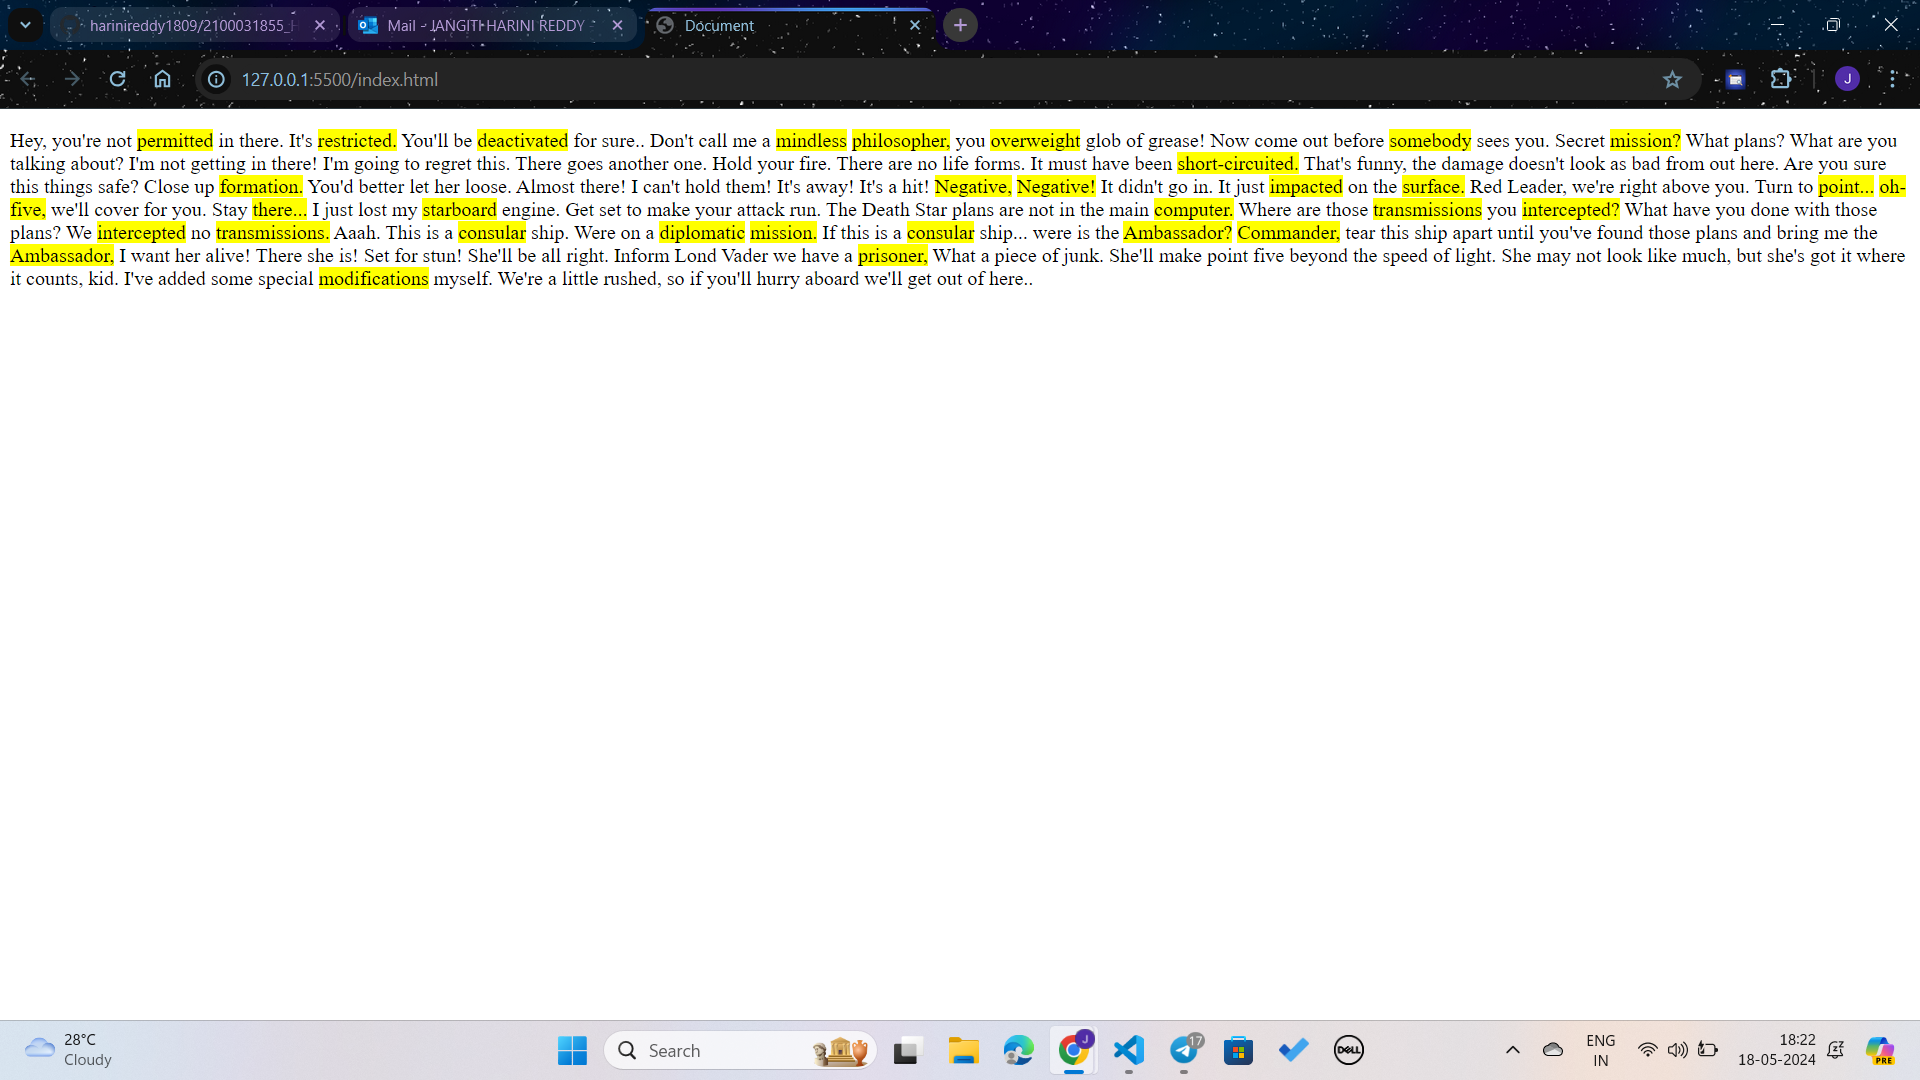 harinireddy1809/2100031855_H
Mail - JANGITI HARINI REDDY -
Document
127.0.0.1:5500/index.html
J
Hey, you're not permitted in there. It's restricted. You'll be deactivated for sure.. Don't call me a mindless philosopher, you overweight glob of grease! Now come out before somebody sees you. Secret mission? What plans? What are you
talking about? I'm not getting in there! I'm going to regret this. There goes another one. Hold your fire. There are no life forms. It must have been short-circuited. That's funny, the damage doesn't look as bad from out here. Are you sure
this things safe? Close up formation. You'd better let her loose. Almost there! I can't hold them! It's away! It's a hit! Negative, Negative! It didn't go in. It just impacted on the surface. Red Leader, we're right above you. Turn to point... oh-
five, we'll cover for you. Stay there... I just lost my starboard engine. Get set to make your attack run. The Death Star plans are not in the main computer. Where are those transmissions you intercepted? What have you done with those
plans? We intercepted no transmissions. Aaah. This is a consular ship. Were on a diplomatic mission. If this is a consular ship... were is the Ambassador? Commander, tear this ship apart until you've found those plans and bring me the
Ambassador, I want her alive! There she is! Set for stun! She'll be all right. Inform Lond Vader we have a prisoner, What a piece of junk. She'll make point five beyond the speed of light. She may not look like much, but she's got it where
it counts, kid. I've added some special modifications myself. We're a little rushed, so if you'll hurry aboard we'll get out of here..
28°C
Cloudy
Search
J
17
DELL
ENG
IN
18:22
18-05-2024
PRE